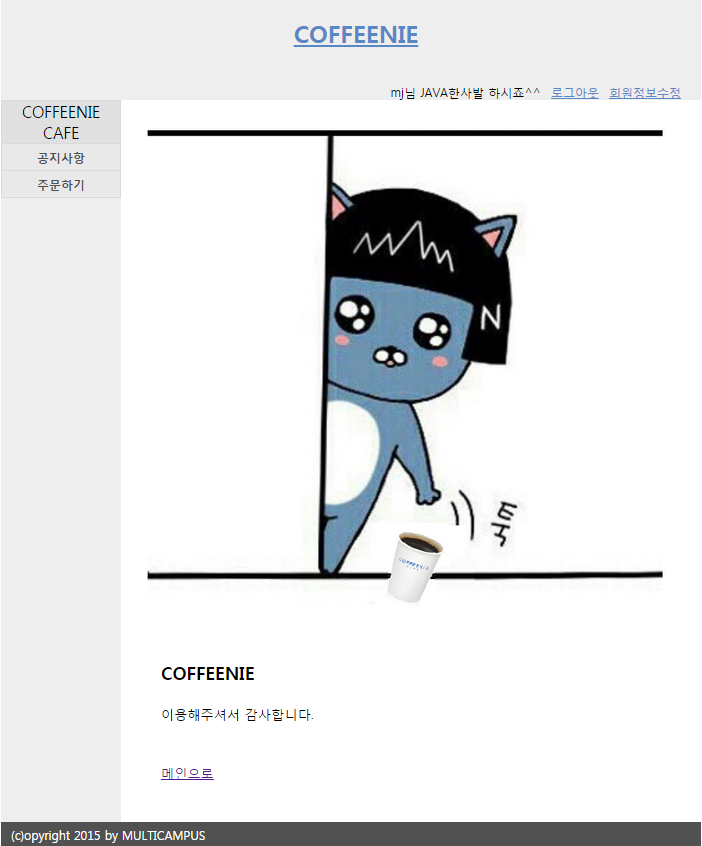 COFFEENIE
mj님 JAVA한사발 하시죠^^ 로그아웃 회원정보수정
COFFEENIE
CAFE
공지사항
주문하기
N
툭
COFFEENIE
COFFEENIE
이용해주셔서 감사합니다.
메인으로
(c)opyright 2015 by MULTICAMPUS